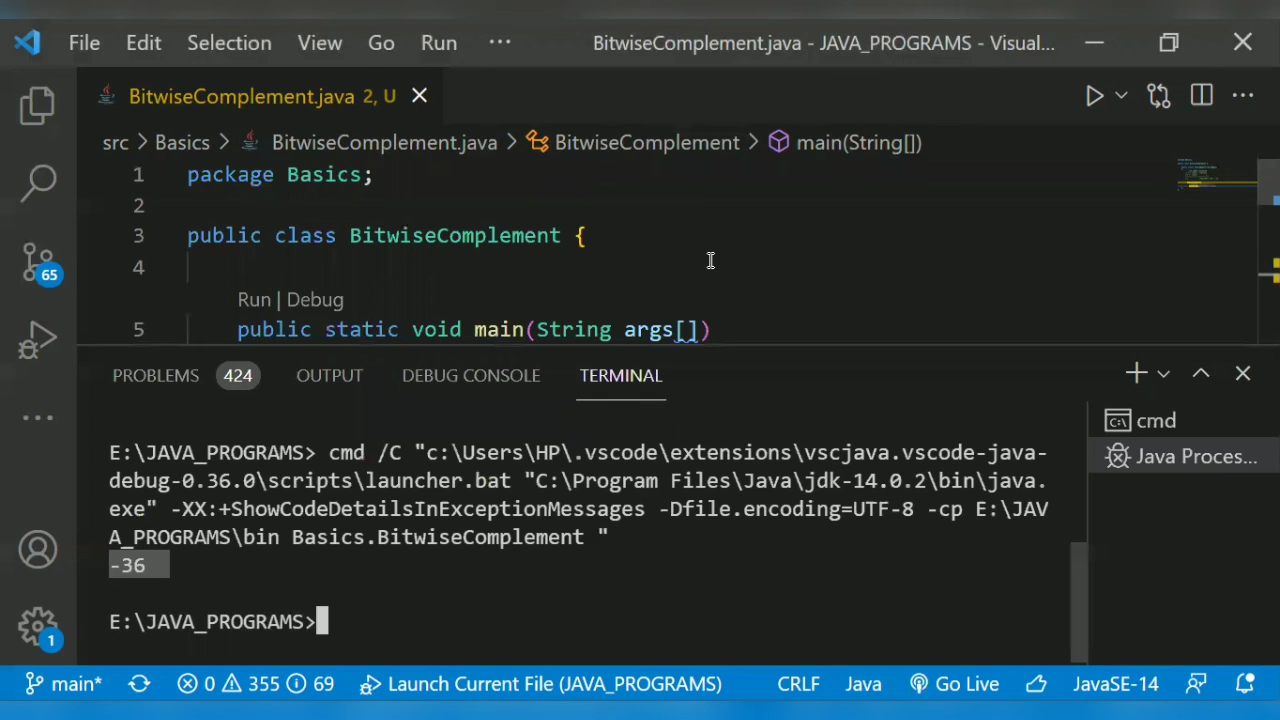 File Edit Selection View Go Run ··· BitwiseComplement.java - JAVA_PROGRAMS - Visual...
BitwiseComplement.java 2, U
src > Basics > BitwiseComplement.java > BitwiseComplement > main(String[])
1 package Basics;
2
3 public class BitwiseComplement {
4
Run | Debug
5 public static void main(String args[])
65
PROBLEMS 424 OUTPUT DEBUG CONSOLE TERMINAL
cmd
Java Proces...
E:\JAVA_PROGRAMS> cmd /C "c:\Users\HP\.vscode\extensions\vscjava.vscode-java-
debug-0.36.0\scripts\launcher.bat "C:\Program Files\Java\jdk-14.0.2\bin\java.
exe" -XX:+ShowCodeDetailsInExceptionMessages -Dfile.encoding=UTF-8 -cp E:\JAV
A_PROGRAMS\bin Basics.BitwiseComplement "
-36
E:\JAVA_PROGRAMS>
1
main* 0 355 69 Launch Current File (JAVA_PROGRAMS) CRLF Java Go Live JavaSE-14